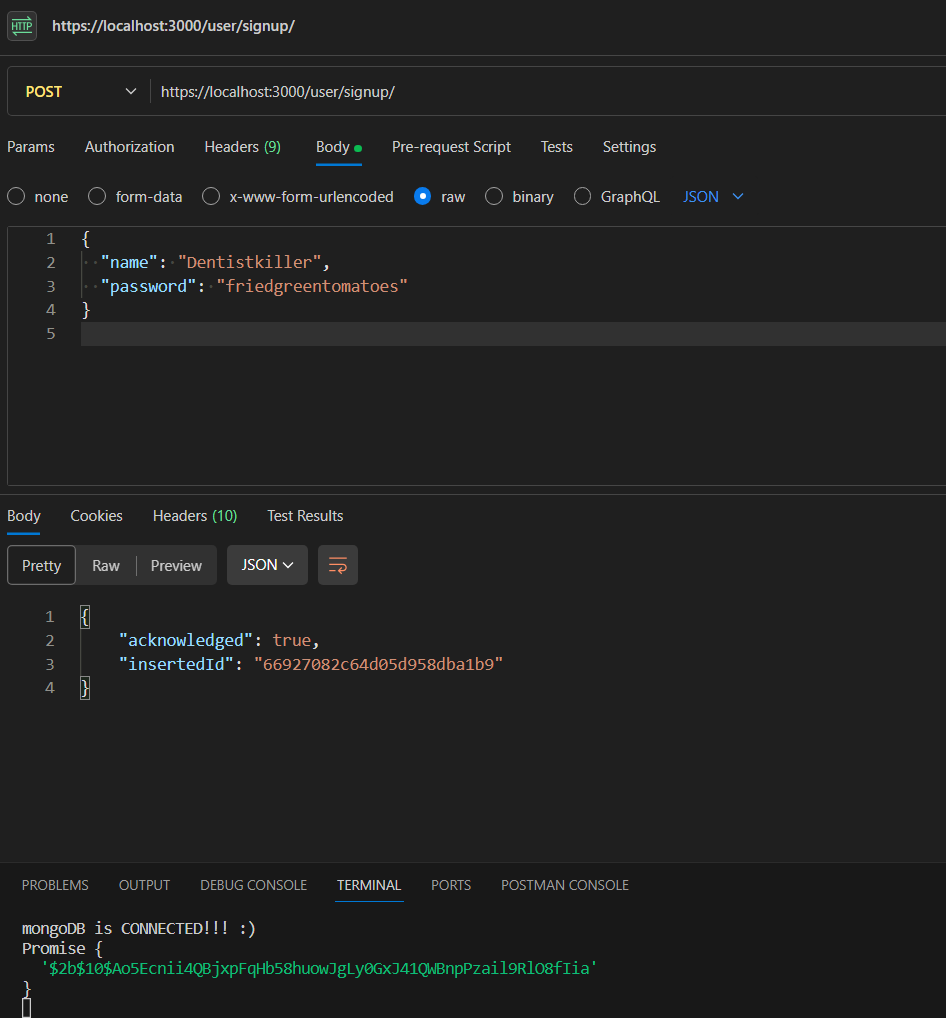 HTTP https://localhost:3000/user/signup/
POST https://localhost:3000/user/signup/
Params Authorization Headers (9) Body Pre-request Script Tests Settings
none form-data x-www-form-urlencoded raw binary GraphQL JSON
1 {
2 "name": "Dentistkiller",
3 "password": "friedgreentomatoes"
4 }
5
Body Cookies Headers (10) Test Results
Pretty Raw Preview JSON
1 {
2 "acknowledged": true,
3 "insertedId": "66927082c64d05d958dba1b9"
4 }
PROBLEMS OUTPUT DEBUG CONSOLE TERMINAL PORTS POSTMAN CONSOLE
mongoDB is CONNECTED!!! :)
Promise {
'$2b$10$Ao5Ecnii4QBjxpFqHb58huowJgLy0GxJ41QWBnpPzail9RlO8fIia'
}